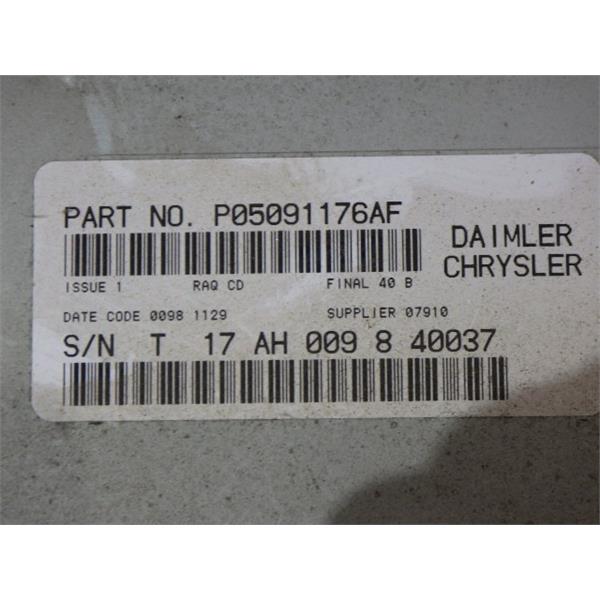 PART NO. P05091176AF
DAIMLER
CHRYSLER
ISSUE 1 RAQ CD FINAL 40 B
DATE CODE 0098 1129 SUPPLIER 07910
S/N T 17 AH 009 8 40037